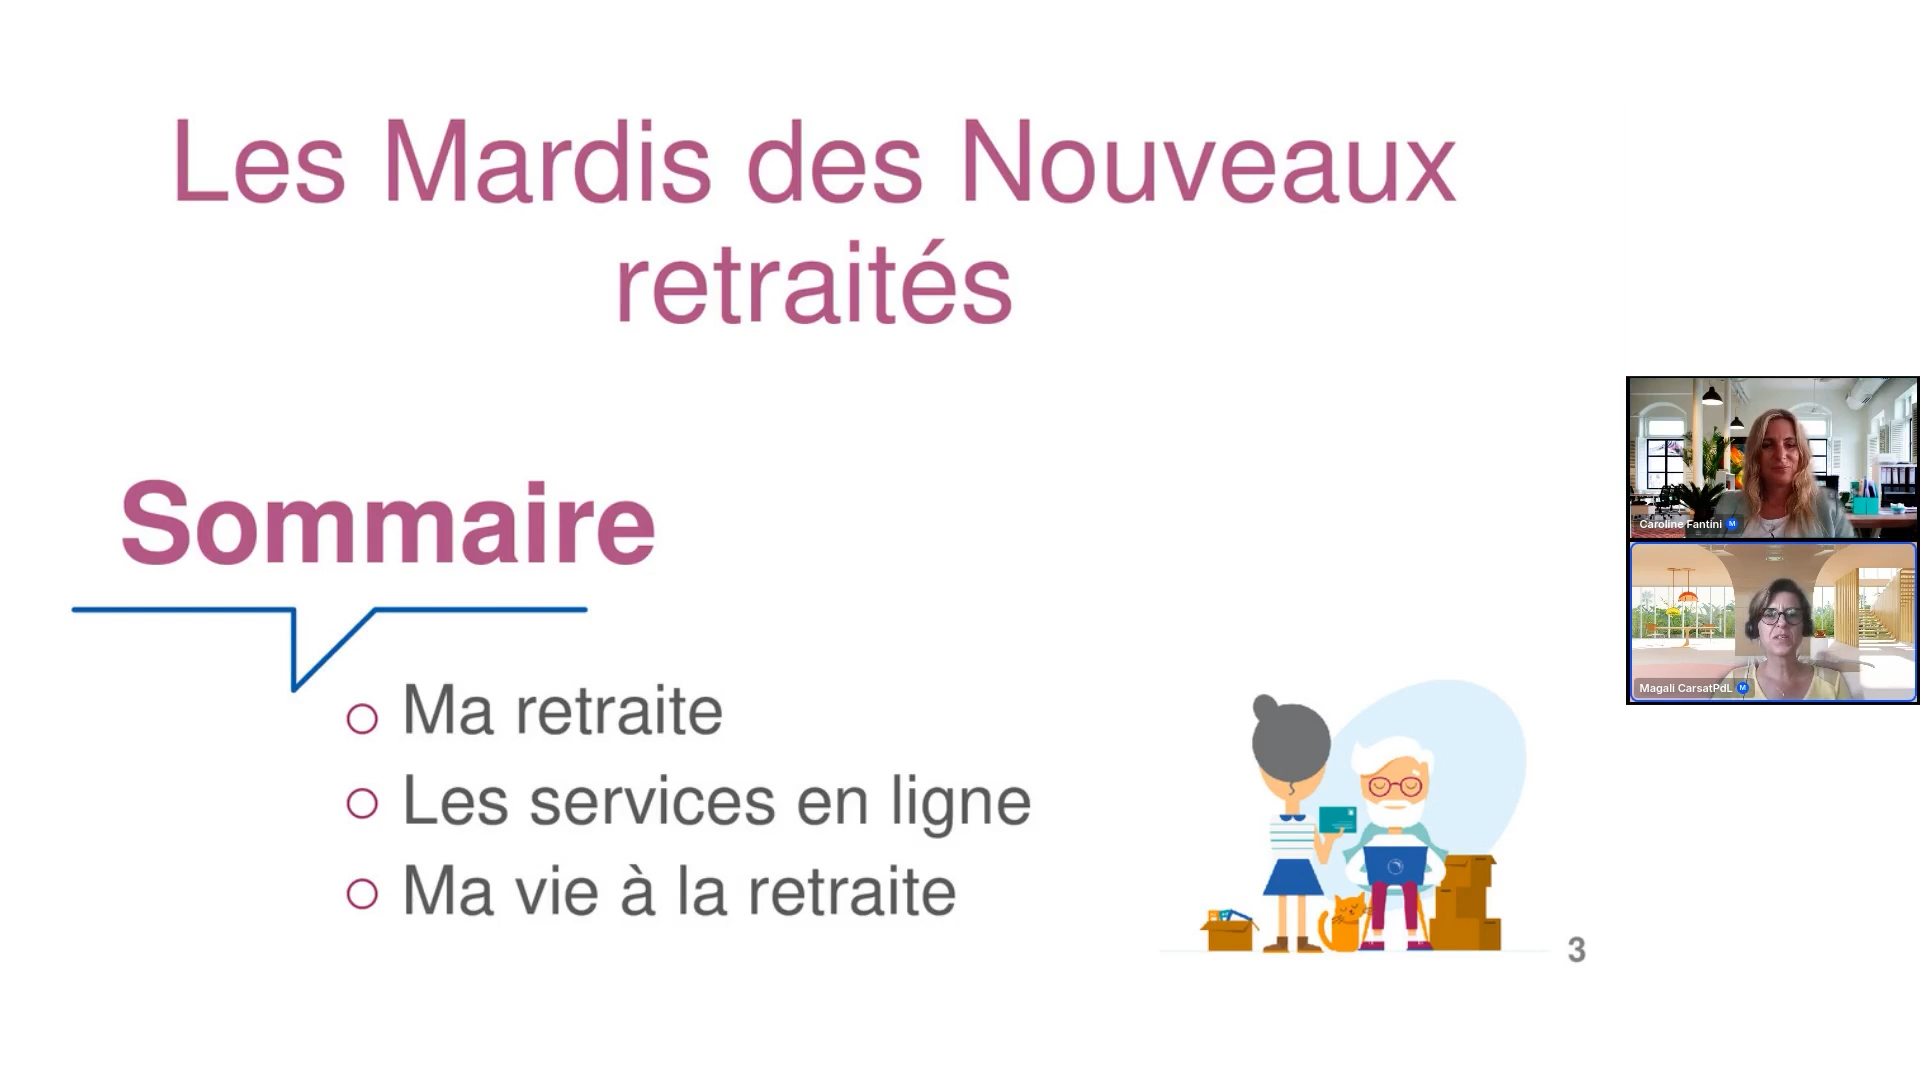 Les Mardis des Nouveaux
retraités
Sommaire
Ma retraite
Les services en ligne
Ma vie à la retraite
3
Caroline Fantini M
Magali CarsatPdL M